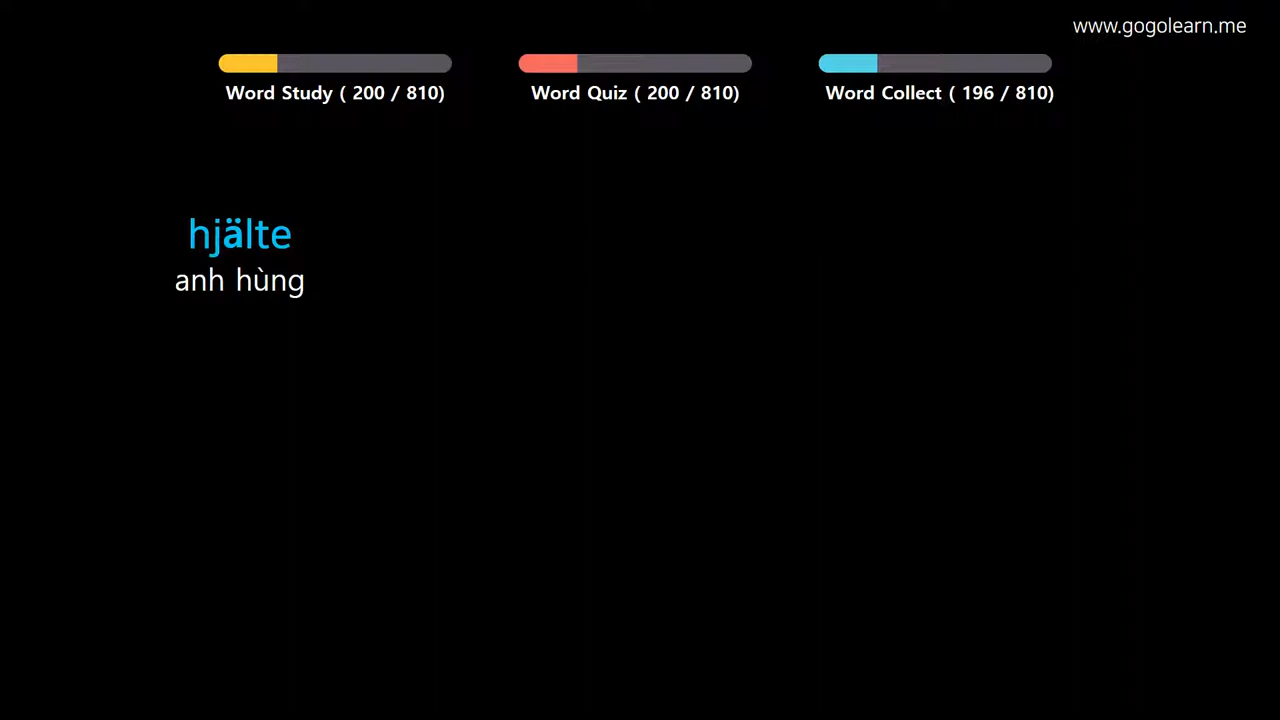 www.gogolearn.me
Word Study ( 200 / 810)
Word Quiz ( 200 / 810)
Word Collect ( 196 / 810)
hjälte
anh hùng